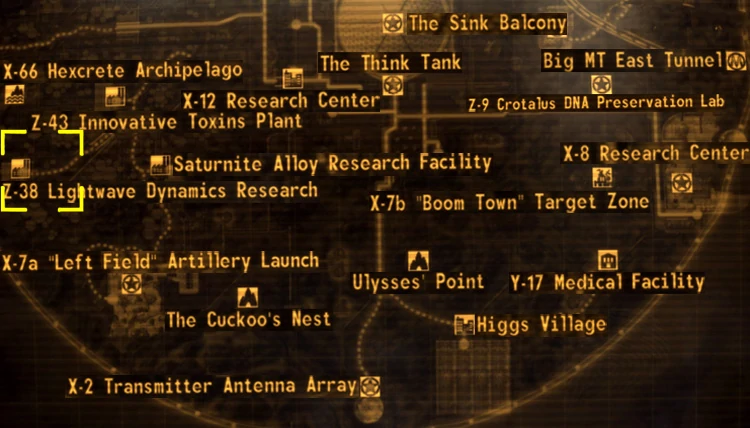 The Sink Balcony
The Think Tank
Big MT East Tunnel
X-66 Hexcrete Archipelago
X-12 Research Center
Z-9 Crotalus DNA Preservation Lab
Z-43 Innovative Toxins Plant
Saturnite Alloy Research Facility
X-8 Research Center
Z-38 Lightwave Dynamics Research
X-7b "Boom Town" Target Zone
X-7a "Left Field" Artillery Launch
Ulysses' Point
Y-17 Medical Facility
The Cuckoo's Nest
Higgs Village
X-2 Transmitter Antenna Array